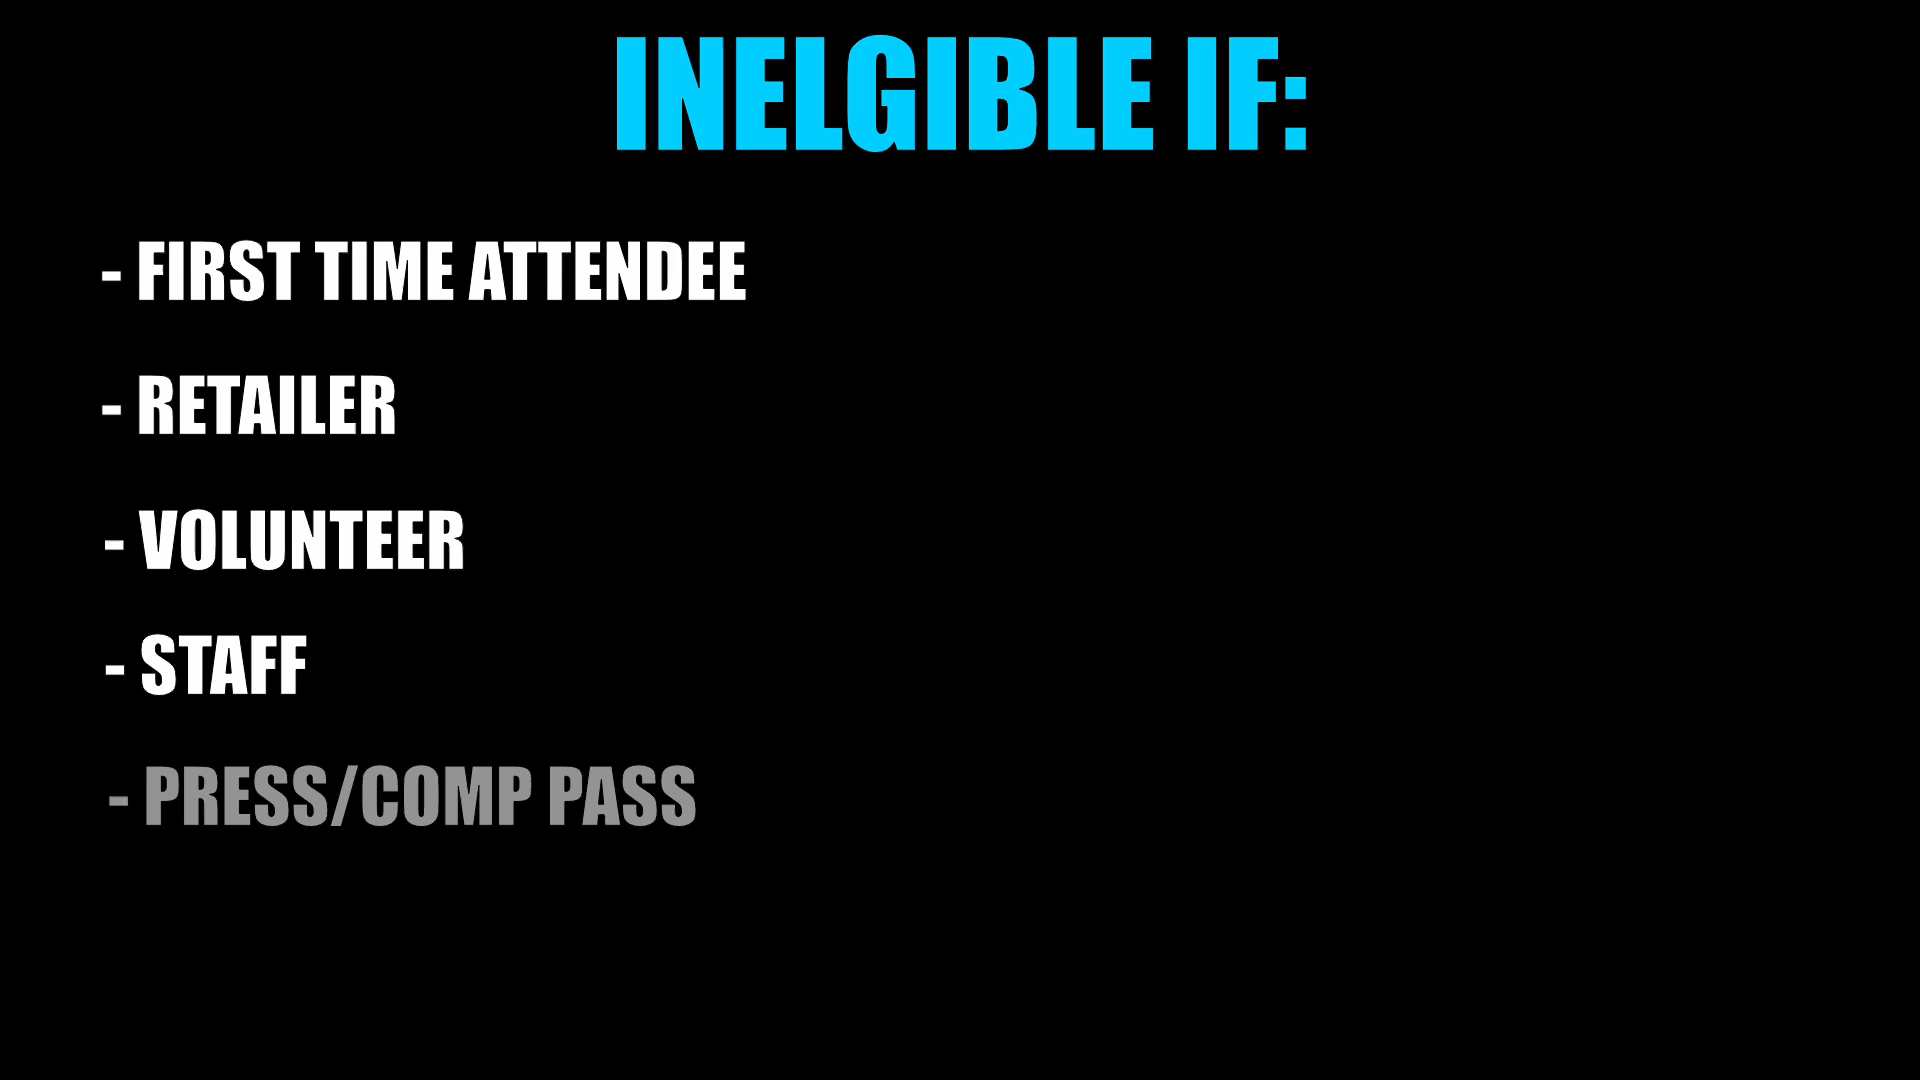 INELGIBLE IF:
- FIRST TIME ATTENDEE
- RETAILER
- VOLUNTEER
- STAFF
- PRESS/COMP PASS